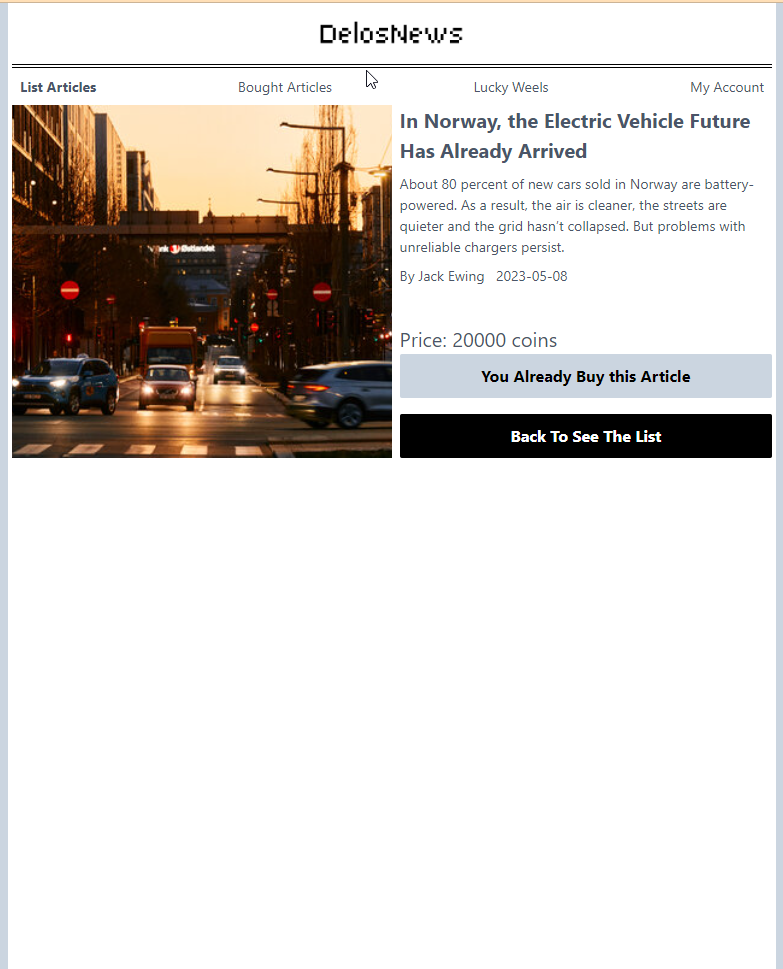 DelosNews
List Articles
Bought Articles
Lucky Weels
My Account
In Norway, the Electric Vehicle Future
Has Already Arrived
About 80 percent of new cars sold in Norway are battery-
powered. As a result, the air is cleaner, the streets are
quieter and the grid hasn’t collapsed. But problems with
unreliable chargers persist.
By Jack Ewing 2023-05-08
Price: 20000 coins
You Already Buy this Article
Back To See The List